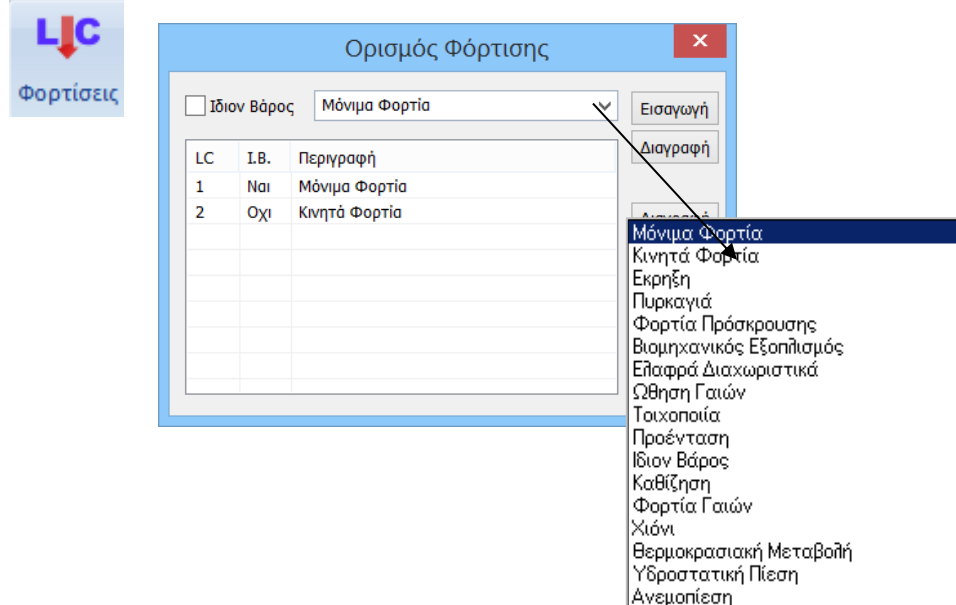 LC
Φορτίσεις
Ορισμός Φόρτισης
Ιδιον Βάρος Μόνιμα Φορτία Εισαγωγή
Διαγραφή
LC Ι.Β. Περιγραφή
1 Ναι Μόνιμα Φορτία
2 Οχι Κινητά Φορτία
Διαγραφή
Μόνιμα Φορτία
Κινητά Φορτία
Εκρηξη
Πυρκαγιά
Φορτία Πρόσκρουσης
Βιομηχανικός Εξοπλισμός
Ελαφρά Διαχωριστικά
Ωθηση Γαιών
Τοιχοποιία
Προένταση
Ιδιον Βάρος
Καθίζηση
Φορτία Γαιών
Χιόνι
Θερμοκρασιακή Μεταβολή
Υδροστατική Πίεση
Ανεμοπίεση